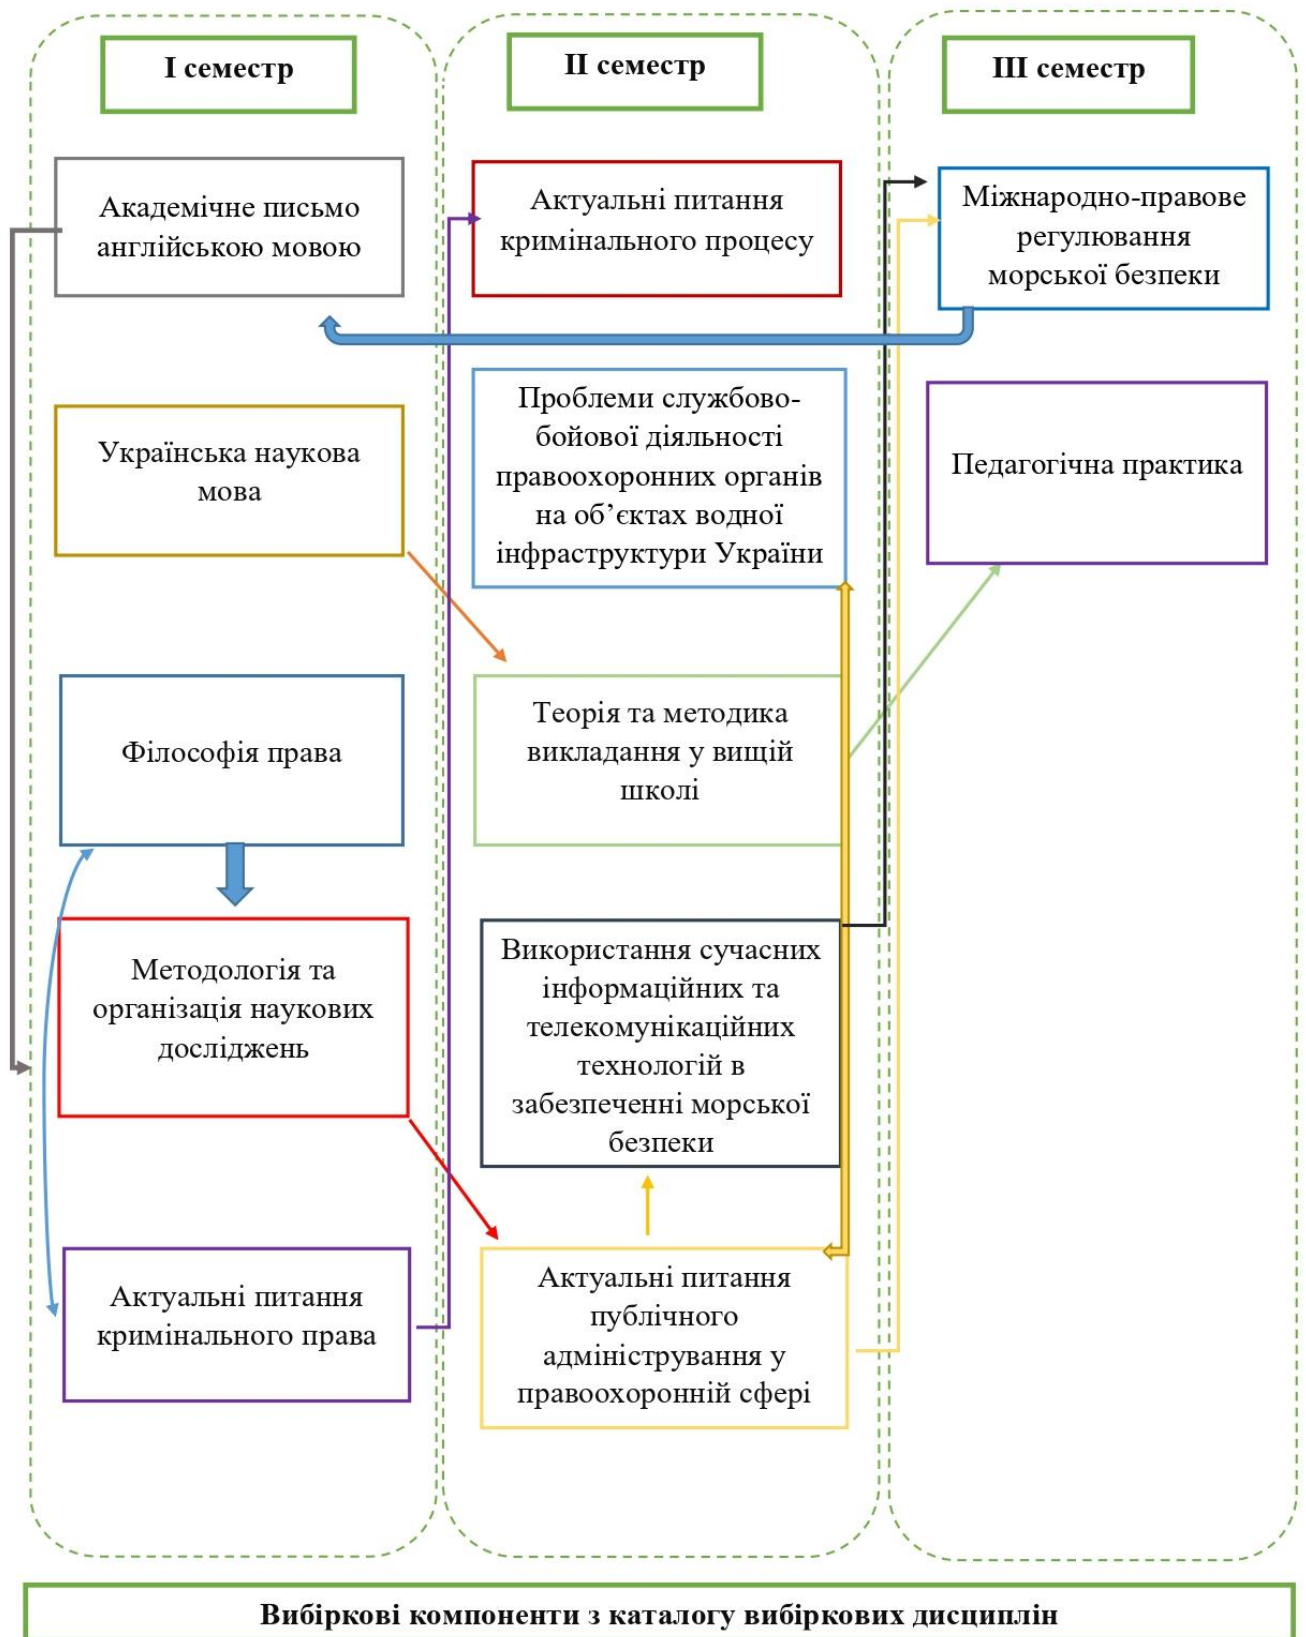 І семестр
Академічне письмо
англійською мовою
Українська наукова
мова
Філософія права
Методологія та
організація наукових
досліджень
Актуальні питання
кримінального права
ІІ семестр
Актуальні питання
кримінального процесу
Проблеми службово-
бойової діяльності
правоохоронних органів
на об’єктах водної
інфраструктури України
Теорія та методика
викладання у вищій
школі
Використання сучасних
інформаційних та
телекомунікаційних
технологій в
забезпеченні морської
безпеки
Актуальні питання
публічного
адміністрування у
правоохоронній сфері
ІІІ семестр
Міжнародно-правове
регулювання
морської безпеки
Педагогічна практика
Вибіркові компоненти з каталогу вибіркових дисциплін